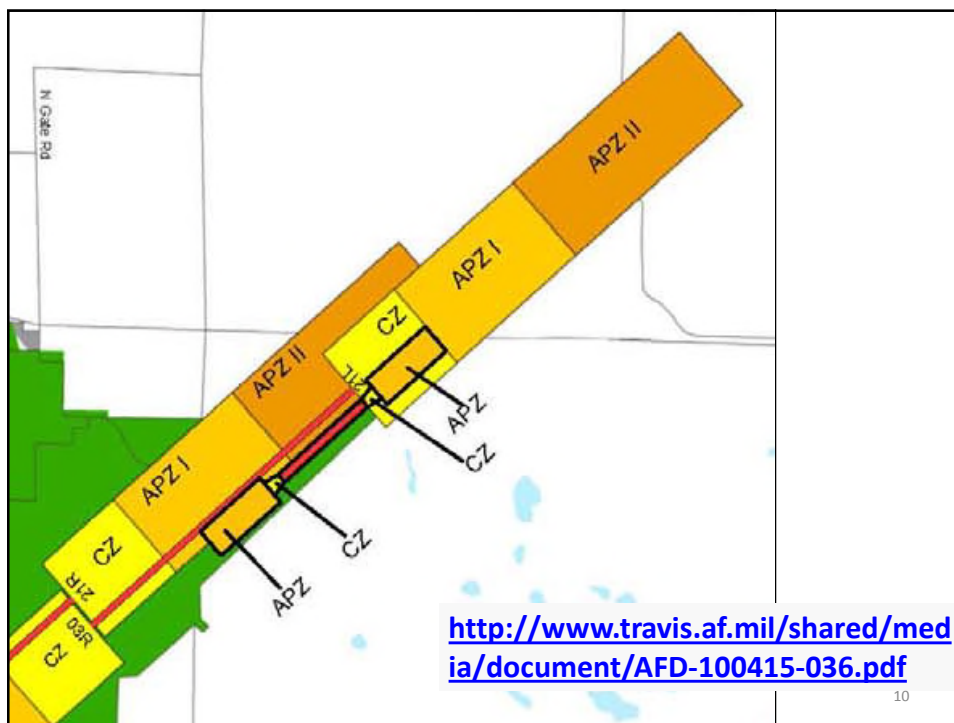 N Gate Rd
APZ II
APZ I
CZ
21L
APZ II
APZ
CZ
APZ I
CZ
CZ
APZ
21R
03R
CZ
http://www.travis.af.mil/shared/med
ia/document/AFD-100415-036.pdf
10